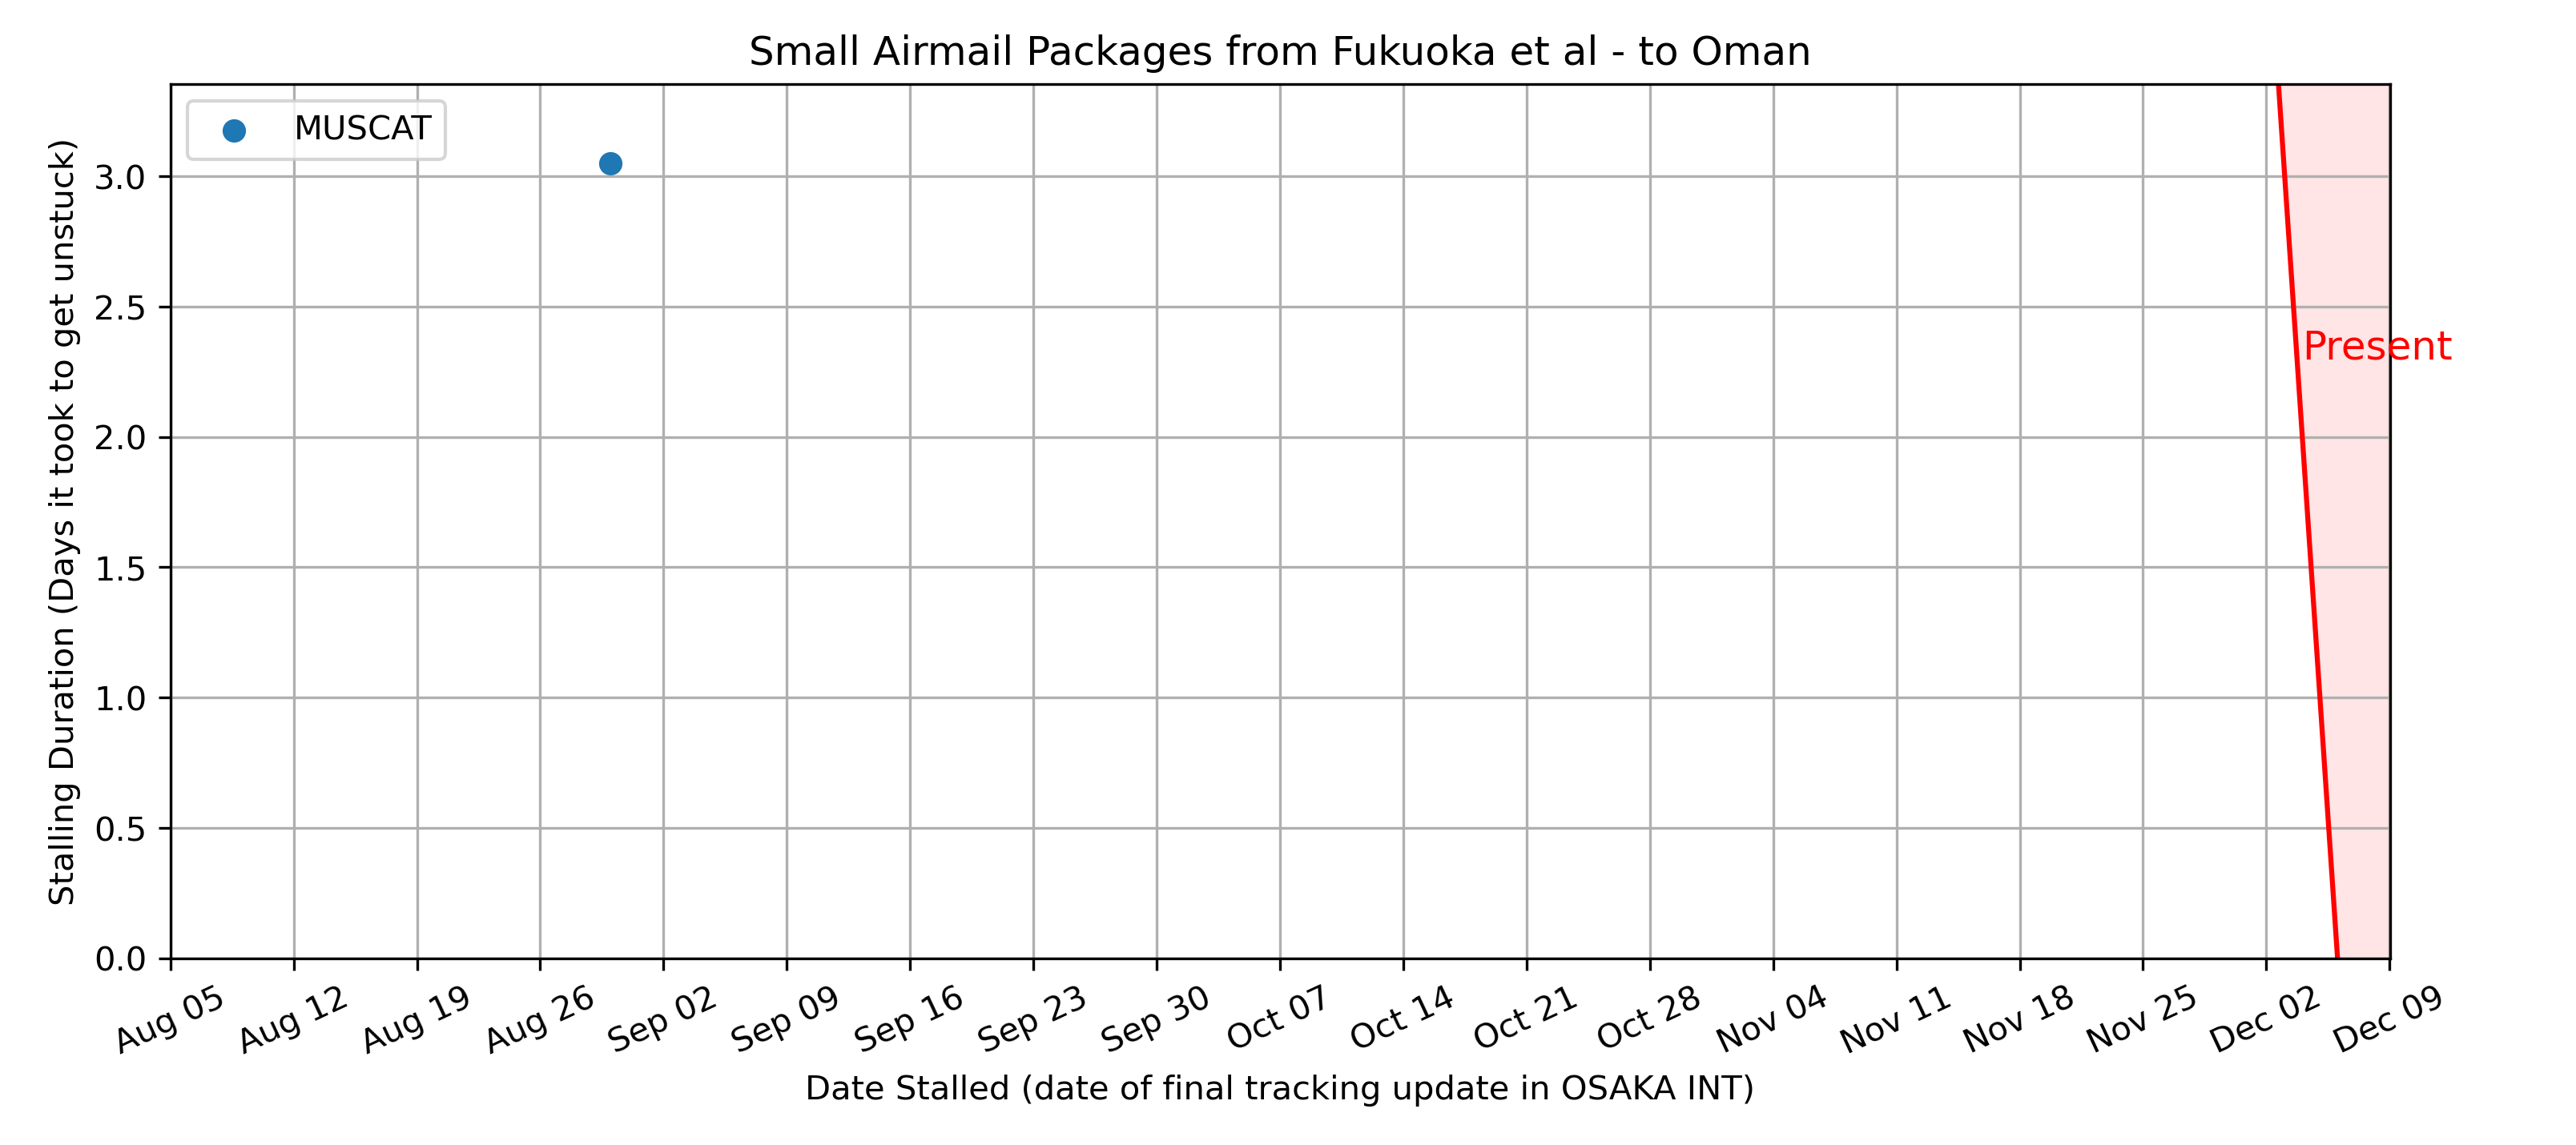 Small Airmail Packages from Fukuoka et al - to Oman
MUSCAT
Stalling Duration (Days it took to get unstuck)
3.0
2.5
2.0
1.5
1.0
0.5
0.0
Present
Aug 05 Aug 12 Aug 19 Aug 26 Sep 02 Sep 09 Sep 16 Sep 23 Sep 30 Oct 07 Oct 14 Oct 21 Oct 28 Nov 04 Nov 11 Nov 18 Nov 25 Dec 02 Dec 09
Date Stalled (date of final tracking update in OSAKA INT)